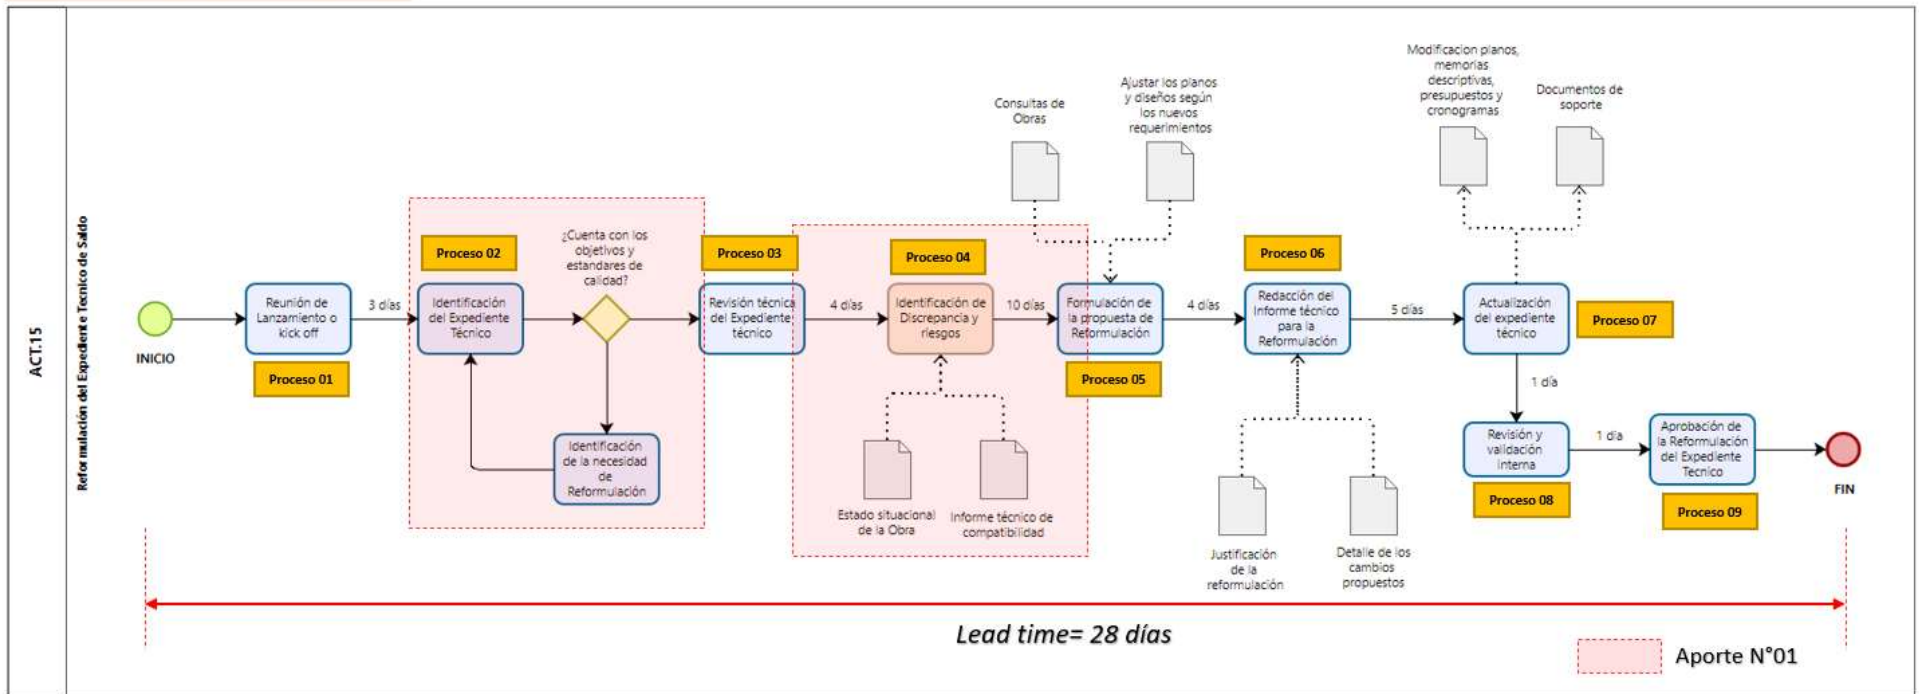 ACT.15
Reformulación del Expediente Técnico de Saldo
INICIO
Reunión de
Lanzamiento o
kick off
Proceso 01
3 días
Proceso 02
Identificación
del Expediente
Técnico
¿Cuenta con los
objetivos y
estandares de
calidad?
Identificación
de la necesidad
de
Reformulación
Proceso 03
Revisión técnica
del Expediente
técnico
4 días
Proceso 04
Identificación de
Discrepancia y
riesgos
Estado situacional
de la Obra
Informe técnico de
compatibilidad
10 días
Consultas de
Obras
Ajustar los planos
y diseños según
los nuevos
requerimientos
Formulación de
la propuesta de
Reformulación
Proceso 05
4 días
Proceso 06
Redacción del
Informe técnico
para la
Reformulación
Justificación
de la
reformulación
Detalle de los
cambios
propuestos
5 días
Modificacion planos,
memorias
descriptivas,
presupuestos y
cronogramas
Documentos de
soporte
Actualización
del expediente
técnico
Proceso 07
1 día
Revisión y
validación
interna
Proceso 08
1 día
Aprobación de
la Reformulación
del Expediente
Tecnico
Proceso 09
FIN
Lead time= 28 días
Aporte N°01